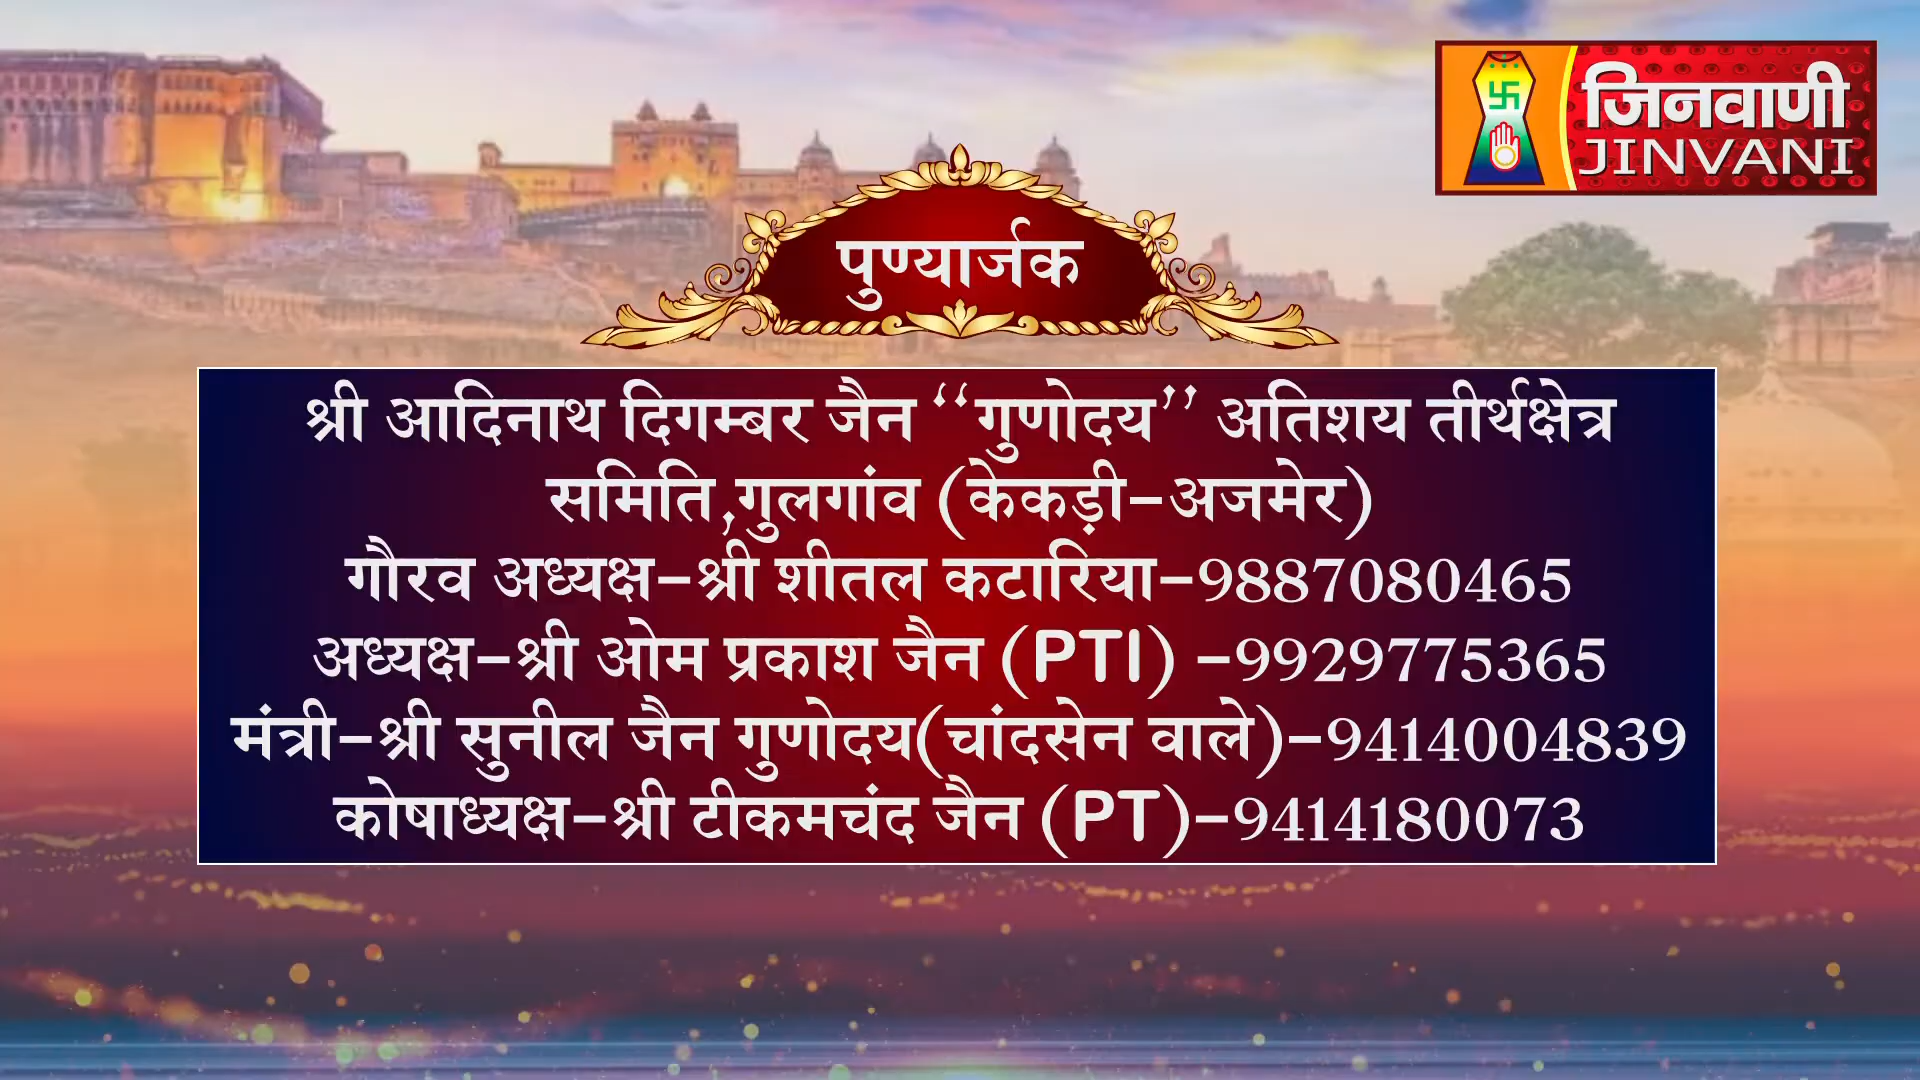 जिनवाणी
JINVANI
पुण्यार्जक
श्री आदिनाथ दिगम्बर जैन ‘‘गुणोदय’’ अतिशय तीर्थक्षेत्र
समिति,गुलगांव (केकड़ी-अजमेर)
गौरव अध्यक्ष-श्री शीतल कटारिया-9887080465
अध्यक्ष-श्री ओम प्रकाश जैन (PTI) -9929775365
मंत्री-श्री सुनील जैन गुणोदय(चांदसेन वाले)-9414004839
कोषाध्यक्ष-श्री टीकमचंद जैन (PT)-9414180073